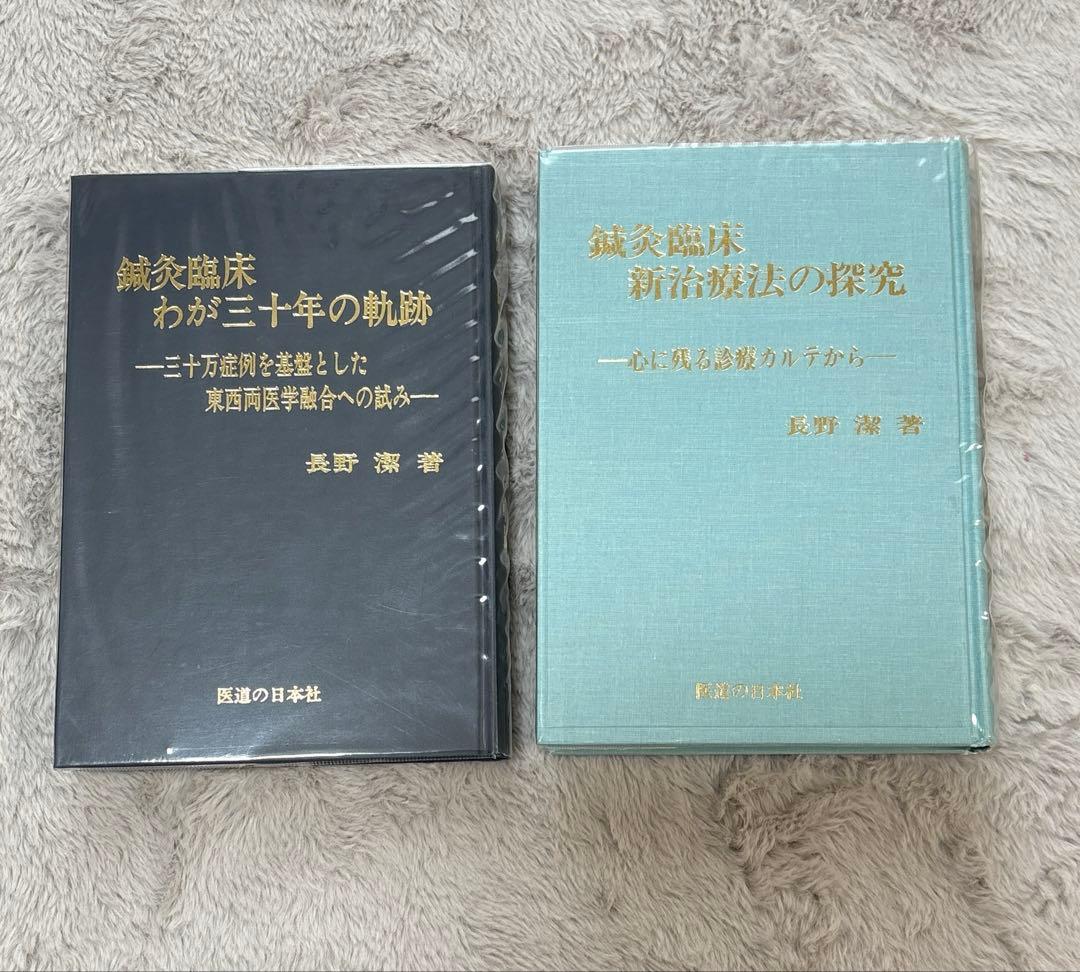 鍼灸臨床
わが三十年の軌跡
―三十万症例を基盤とした
東西両医学融合への試み―
長野 潔 著
医道の日本社
鍼灸臨床
新治療法の探究
―心に残る診療カルテから―
長野 潔 著
医道の日本社